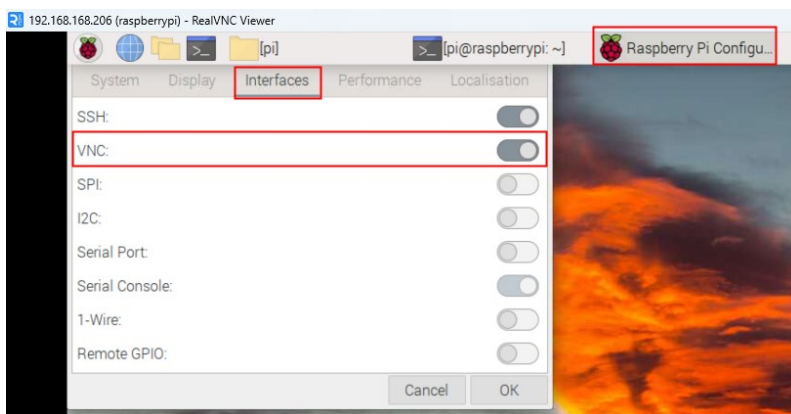 192.168.168.206 (raspberrypi) - RealVNC Viewer
[pi] [pi@raspberrypi: ~] Raspberry Pi Configu...
System Display Interfaces Performance Localisation
SSH:
VNC:
SPI:
I2C:
Serial Port:
Serial Console:
1-Wire:
Remote GPIO:
Cancel OK